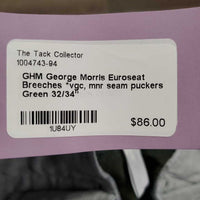 The Tack Collector
1004743-94
GHM George Morris Euroseat
Breeches *vgc, mnr seam puckers
Green 32/34"
1U84UY
$86.00